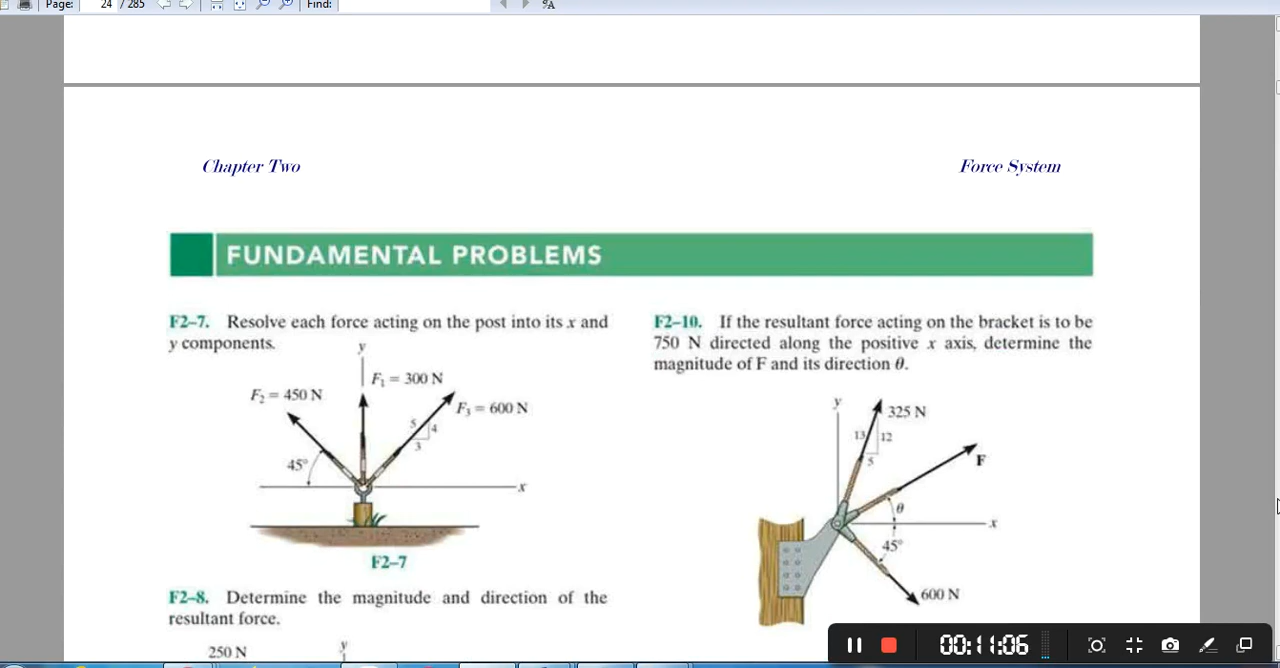 Page: 24 / 285 Find:
Chapter Two
Force System
FUNDAMENTAL PROBLEMS
F2–7. Resolve each force acting on the post into its x and
y components.
y
F₁ = 300 N
F₂ = 450 N
F₃ = 600 N
5
4
3
45°
x
F2–7
F2–8. Determine the magnitude and direction of the
resultant force.
250 N
y
F2–10. If the resultant force acting on the bracket is to be
750 N directed along the positive x axis, determine the
magnitude of F and its direction θ.
y
325 N
13
12
5
F
θ
x
45°
600 N
00:11:06